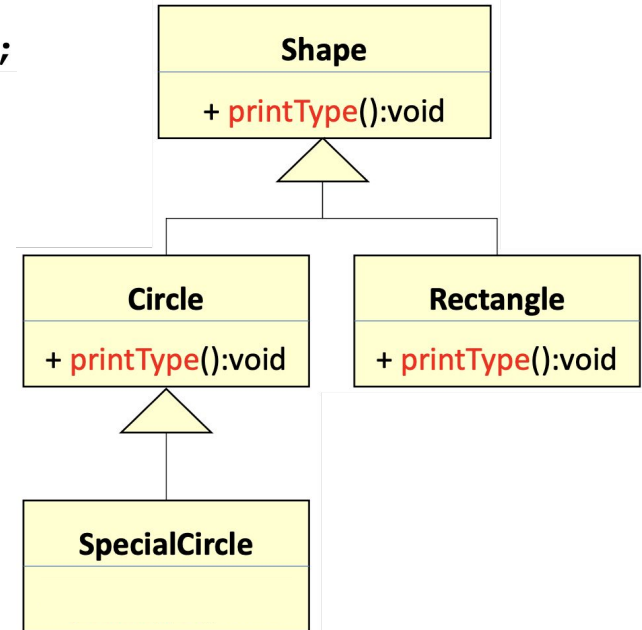 ;
Shape
+ printType():void
Circle
+ printType():void
Rectangle
+ printType():void
SpecialCircle